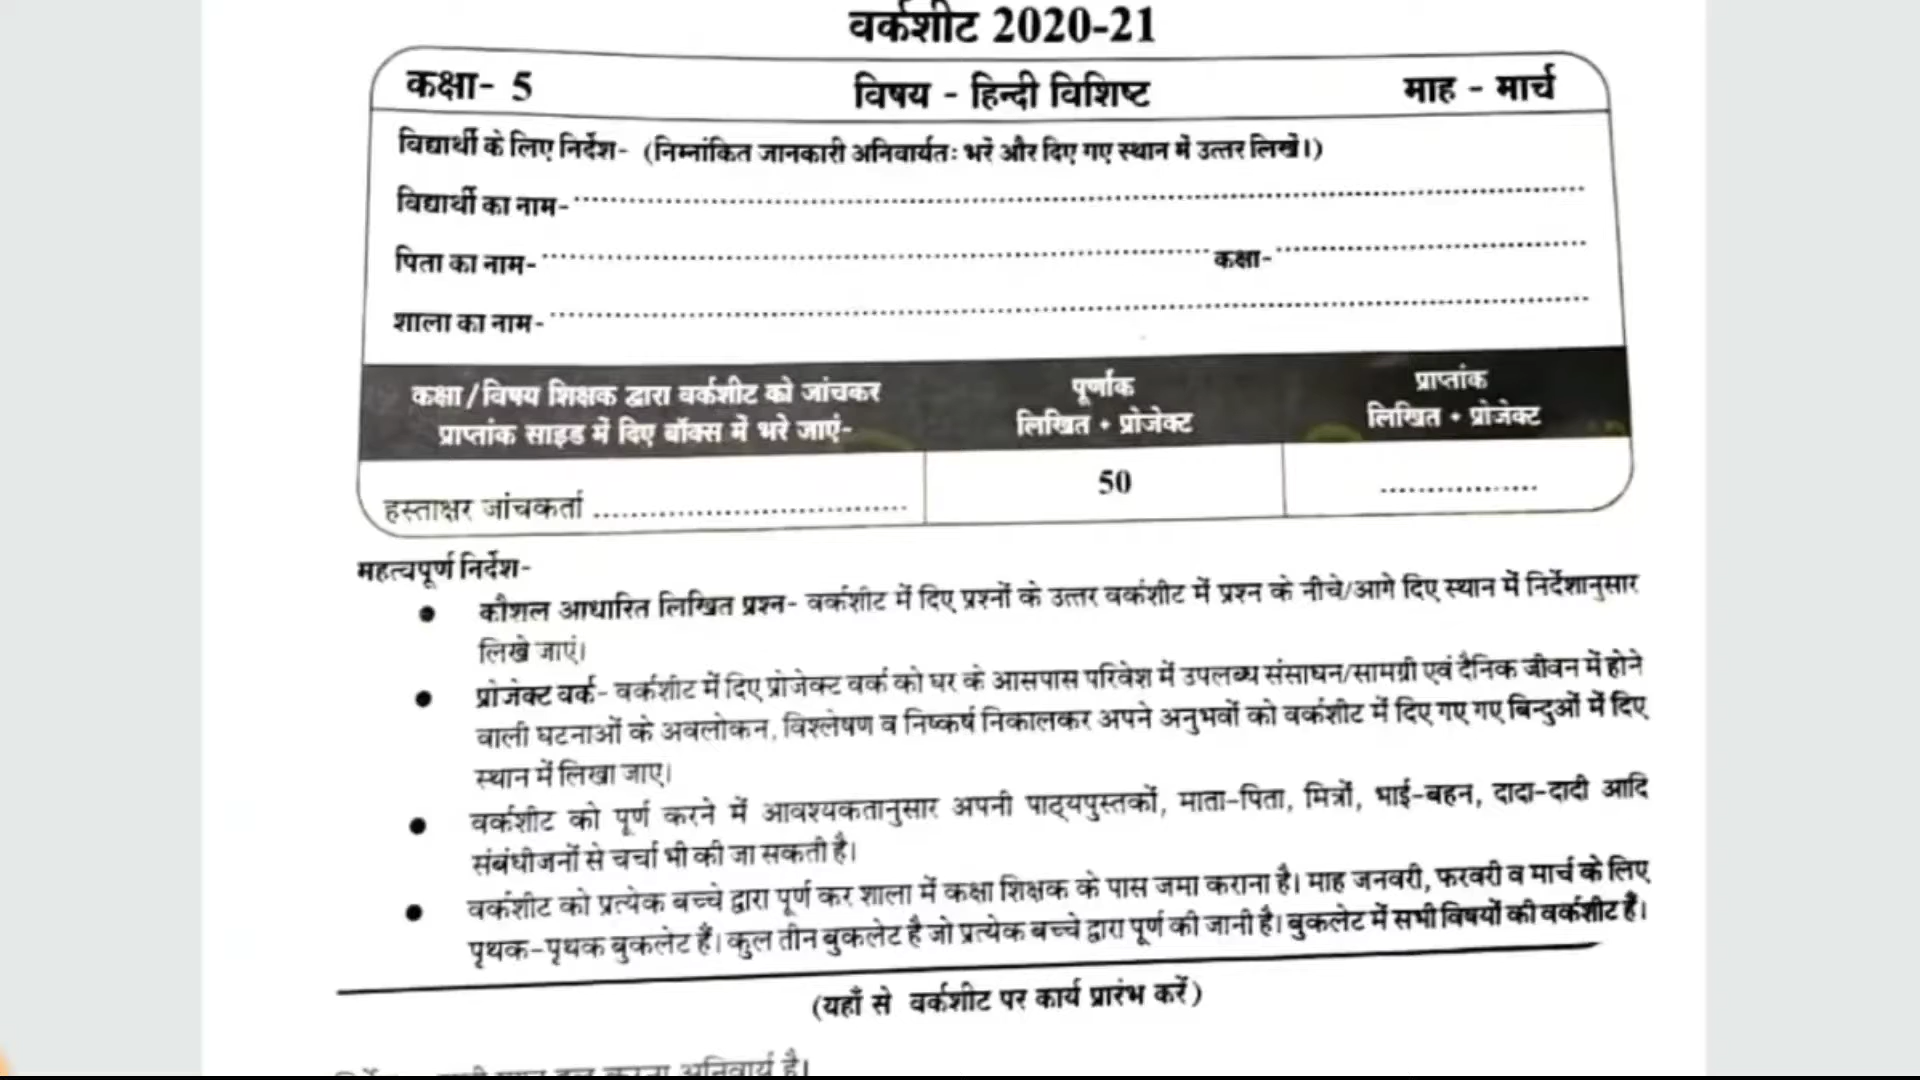 वर्कशीट 2020-21
कक्षा- 5 विषय - हिन्दी विशिष्ट माह - मार्च
विद्यार्थी के लिए निर्देश- (निम्नांकित जानकारी अनिवार्यतः भरें और दिए गए स्थान में उत्तर लिखें।)
विद्यार्थी का नाम-
पिता का नाम- कक्षा-
शाला का नाम-
कक्षा/विषय शिक्षक द्वारा वर्कशीट को जांचकर पूर्णांक प्राप्तांक
प्राप्तांक साइड में दिए बॉक्स में भरे जाएं- लिखित + प्रोजेक्ट लिखित + प्रोजेक्ट
हस्ताक्षर जांचकर्ता 50
महत्वपूर्ण निर्देश-
● कौशल आधारित लिखित प्रश्न- वर्कशीट में दिए प्रश्नों के उत्तर वर्कशीट में प्रश्न के नीचे/आगे दिए स्थान में निर्देशानुसार
लिखे जाएं।
● प्रोजेक्ट वर्क- वर्कशीट में दिए प्रोजेक्ट वर्क को घर के आसपास परिवेश में उपलब्ध संसाधन/सामग्री एवं दैनिक जीवन में होने
वाली घटनाओं के अवलोकन, विश्लेषण व निष्कर्ष निकालकर अपने अनुभवों को वर्कशीट में दिए गए गए बिन्दुओं में दिए
स्थान में लिखा जाए।
● वर्कशीट को पूर्ण करने में आवश्यकतानुसार अपनी पाठ्यपुस्तकों, माता-पिता, मित्रों, भाई-बहन, दादा-दादी आदि
संबंधीजनों से चर्चा भी की जा सकती है।
● वर्कशीट को प्रत्येक बच्चे द्वारा पूर्ण कर शाला में कक्षा शिक्षक के पास जमा कराना है। माह जनवरी, फरवरी व मार्च के लिए
पृथक-पृथक बुकलेट हैं। कुल तीन बुकलेट है जो प्रत्येक बच्चे द्वारा पूर्ण की जानी है। बुकलेट में सभी विषयों की वर्कशीट हैं।
(यहाँ से वर्कशीट पर कार्य प्रारंभ करें)
करना अनिवार्य है।